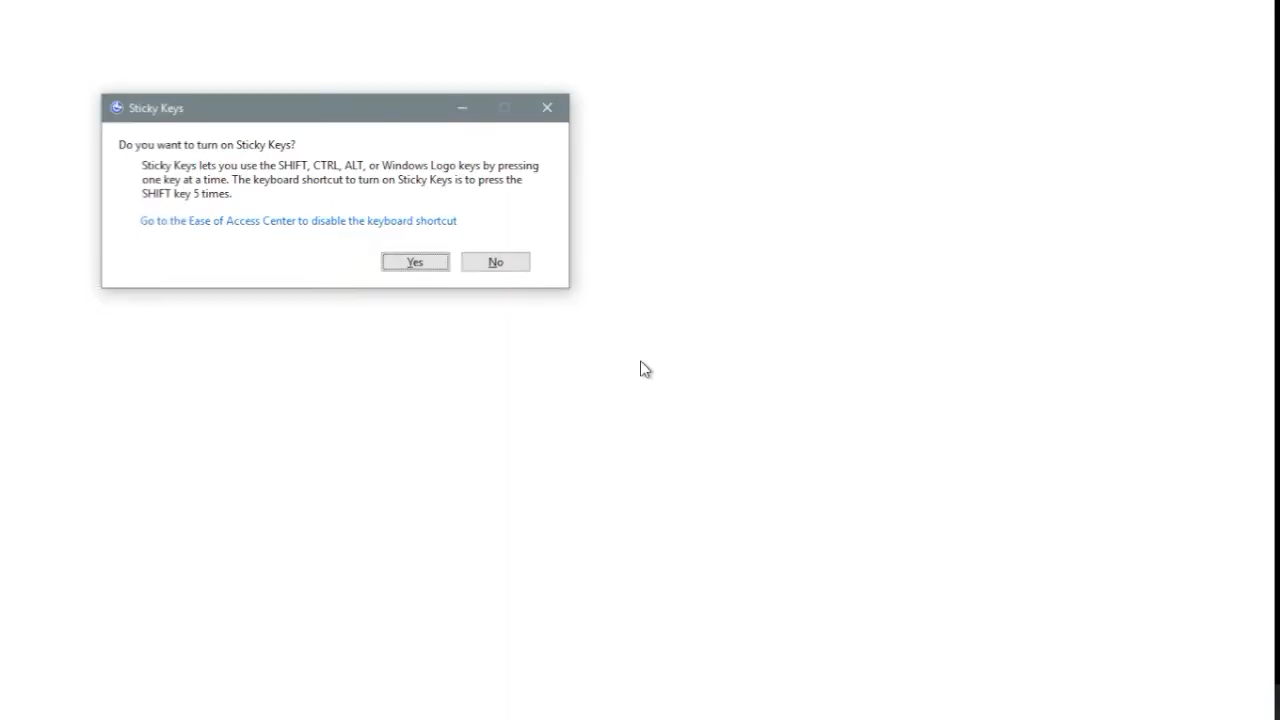 Sticky Keys
Do you want to turn on Sticky Keys?
Sticky Keys lets you use the SHIFT, CTRL, ALT, or Windows Logo keys by pressing
one key at a time. The keyboard shortcut to turn on Sticky Keys is to press the
SHIFT key 5 times.
Go to the Ease of Access Center to disable the keyboard shortcut
Yes No